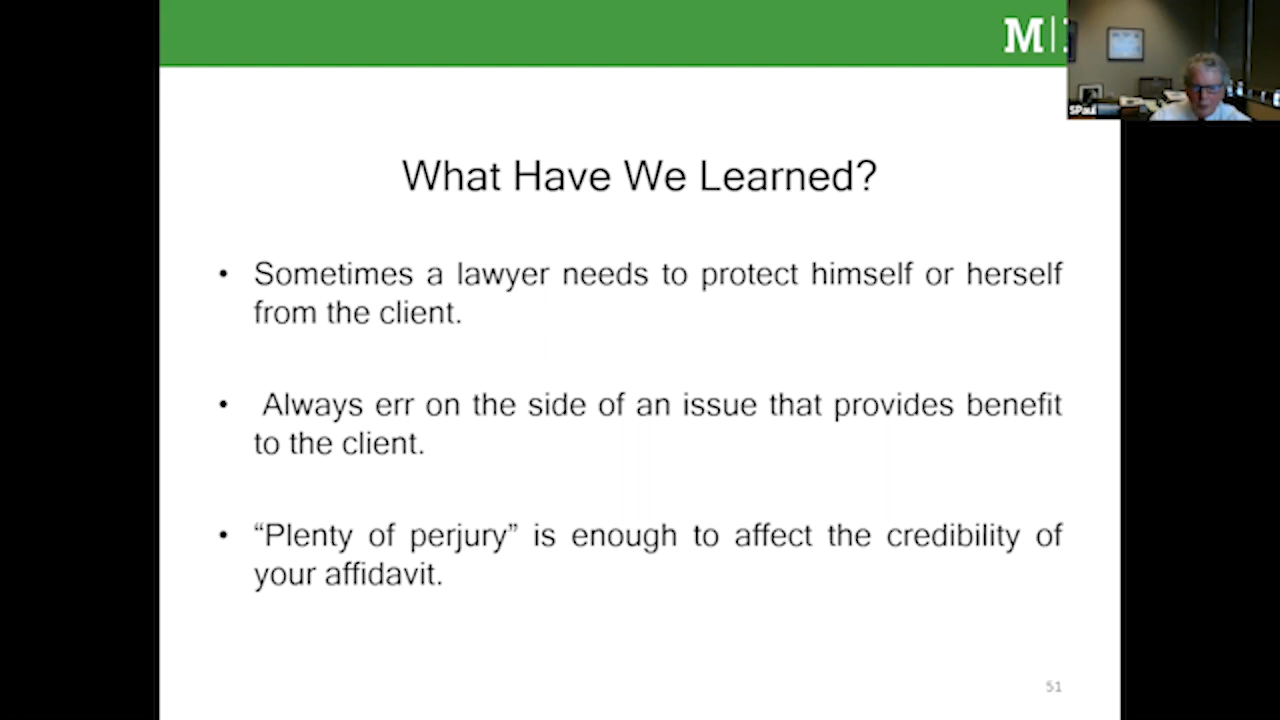 M
SPaul
What Have We Learned?
• Sometimes a lawyer needs to protect himself or herself
from the client.
• Always err on the side of an issue that provides benefit
to the client.
• “Plenty of perjury” is enough to affect the credibility of
your affidavit.
51